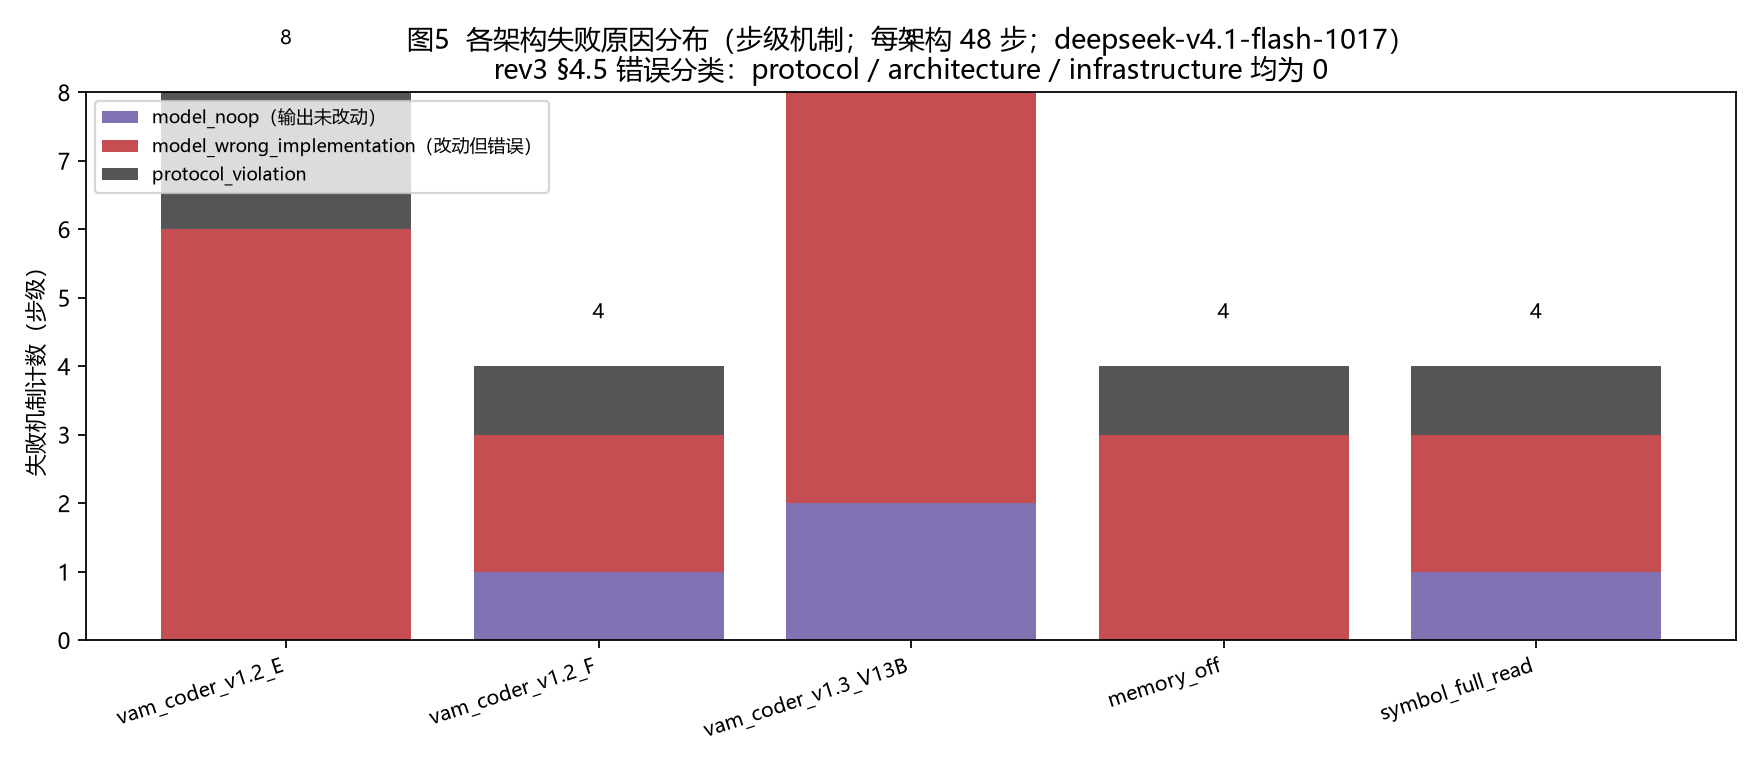 8
图5 各架构失败原因分布（步级机制；每架构 48 步；deepseek-v4.1-flash-1017）
rev3 §4.5 错误分类：protocol / architecture / infrastructure 均为 0
model_noop（输出未改动）
model_wrong_implementation（改动但错误）
protocol_violation
失败机制计数（步级）
8
7
6
5
4
3
2
1
0
4
4
4
vam_coder_v1.2_E
vam_coder_v1.2_F
vam_coder_v1.3_V13B
memory_off
symbol_full_read